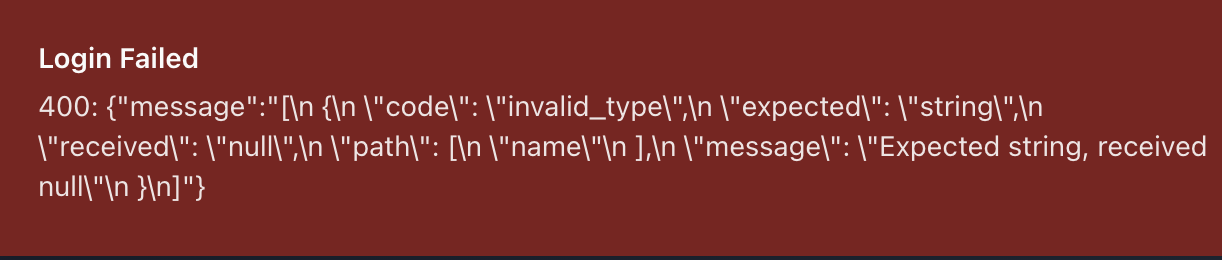 Login Failed
400: {"message":"[\n {\n \"code\": \"invalid_type\",\n \"expected\": \"string\",\n
\"received\": \"null\",\n \"path\": [\n \"name\"\n ],\n \"message\": \"Expected string, received
null\"\n }\n]"}